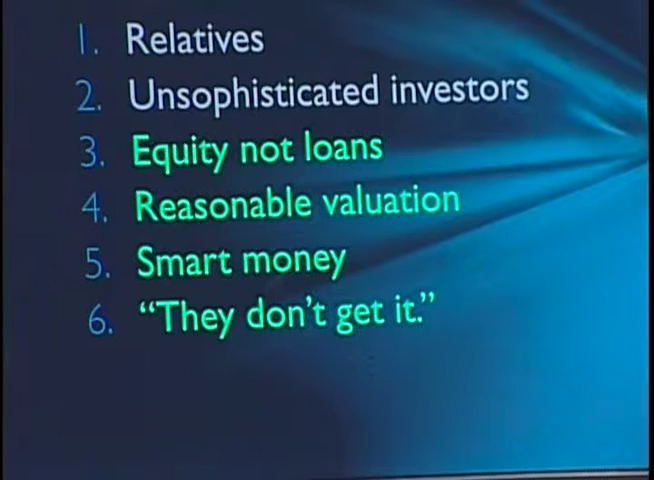 1. Relatives
2. Unsophisticated investors
3. Equity not loans
4. Reasonable valuation
5. Smart money
6. “They don’t get it.”